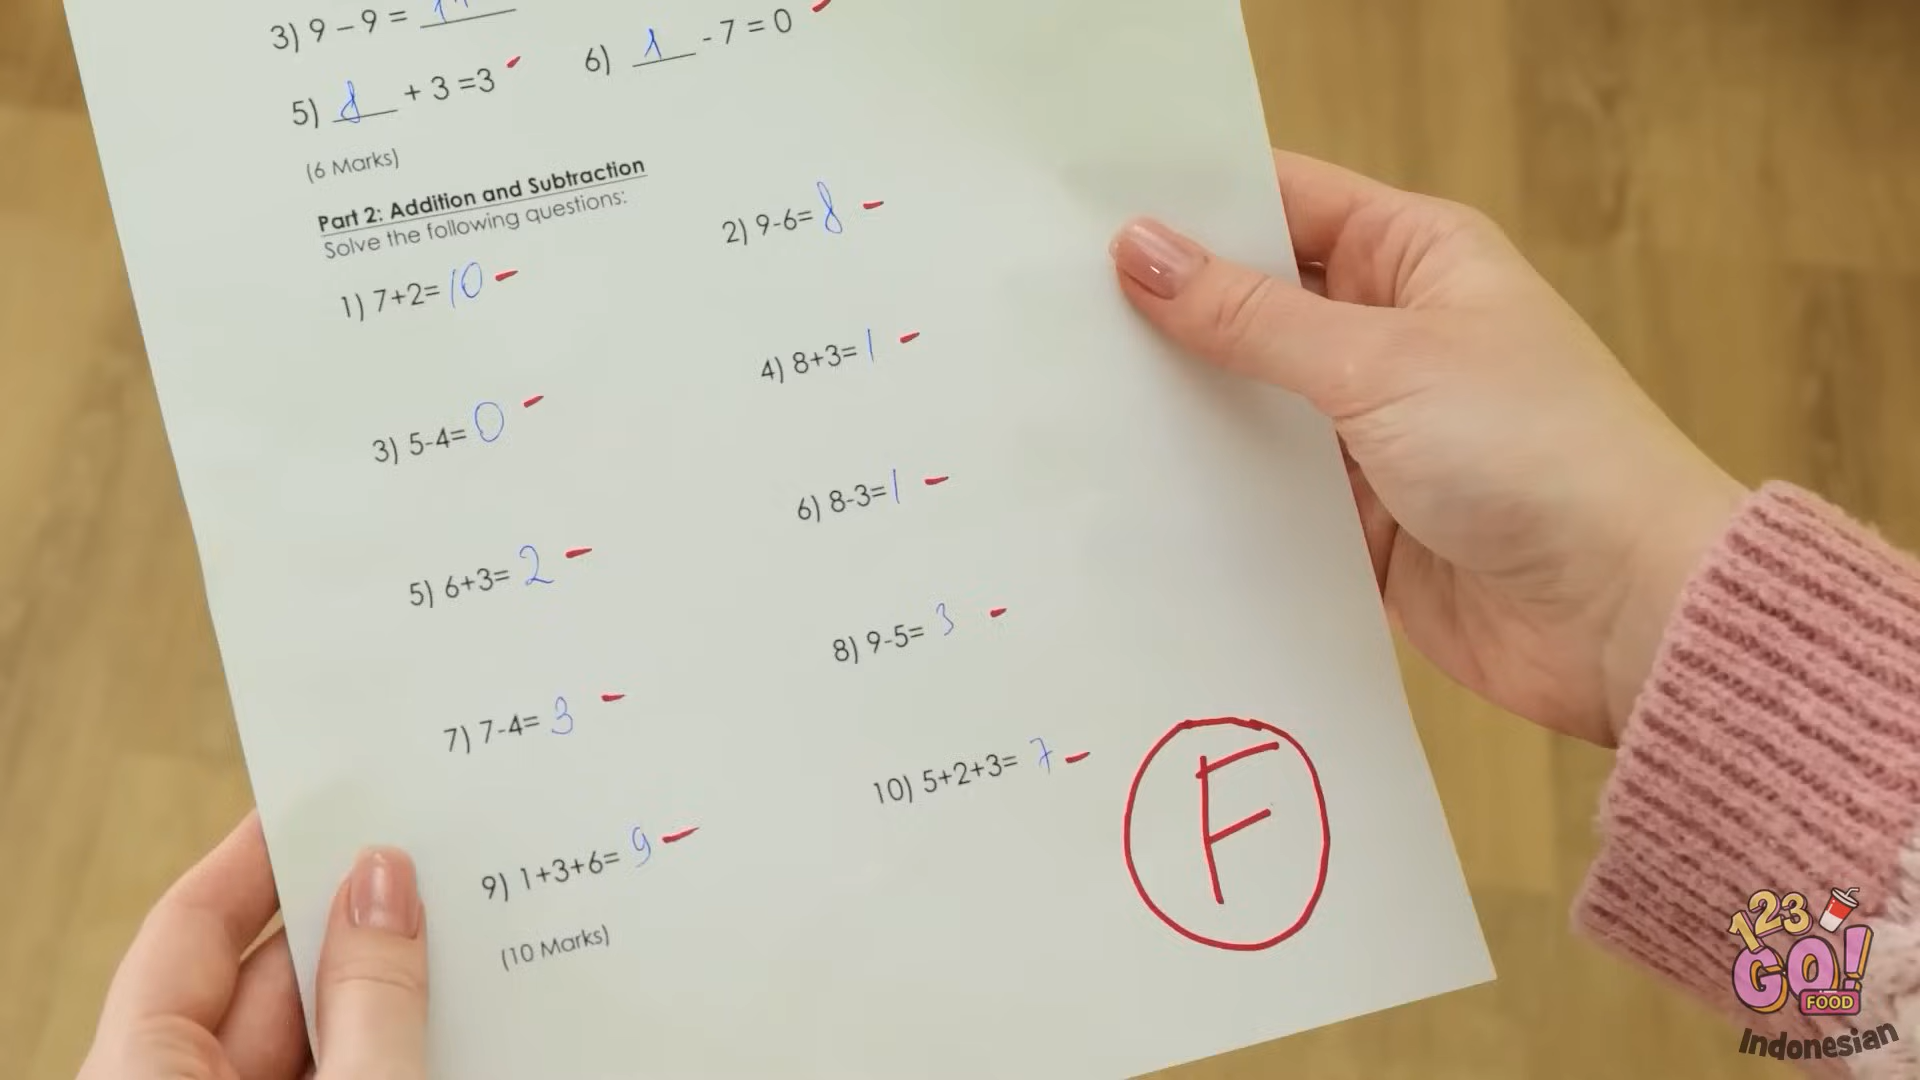 3) 9 – 9 =
6) 1 - 7 = 0
5) 8 + 3 =3
(6 Marks)
Part 2: Addition and Subtraction
Solve the following questions:
1) 7+2= 10 -
2) 9-6= 8 -
3) 5-4= 0 -
4) 8+3= 1 -
5) 6+3= 2 -
6) 8-3= 1 -
7) 7-4= 3 -
8) 9-5= 3 -
9) 1+3+6= 9 -
10) 5+2+3= 7 -
(10 Marks)
F
123
GO!
FOOD
Indonesian